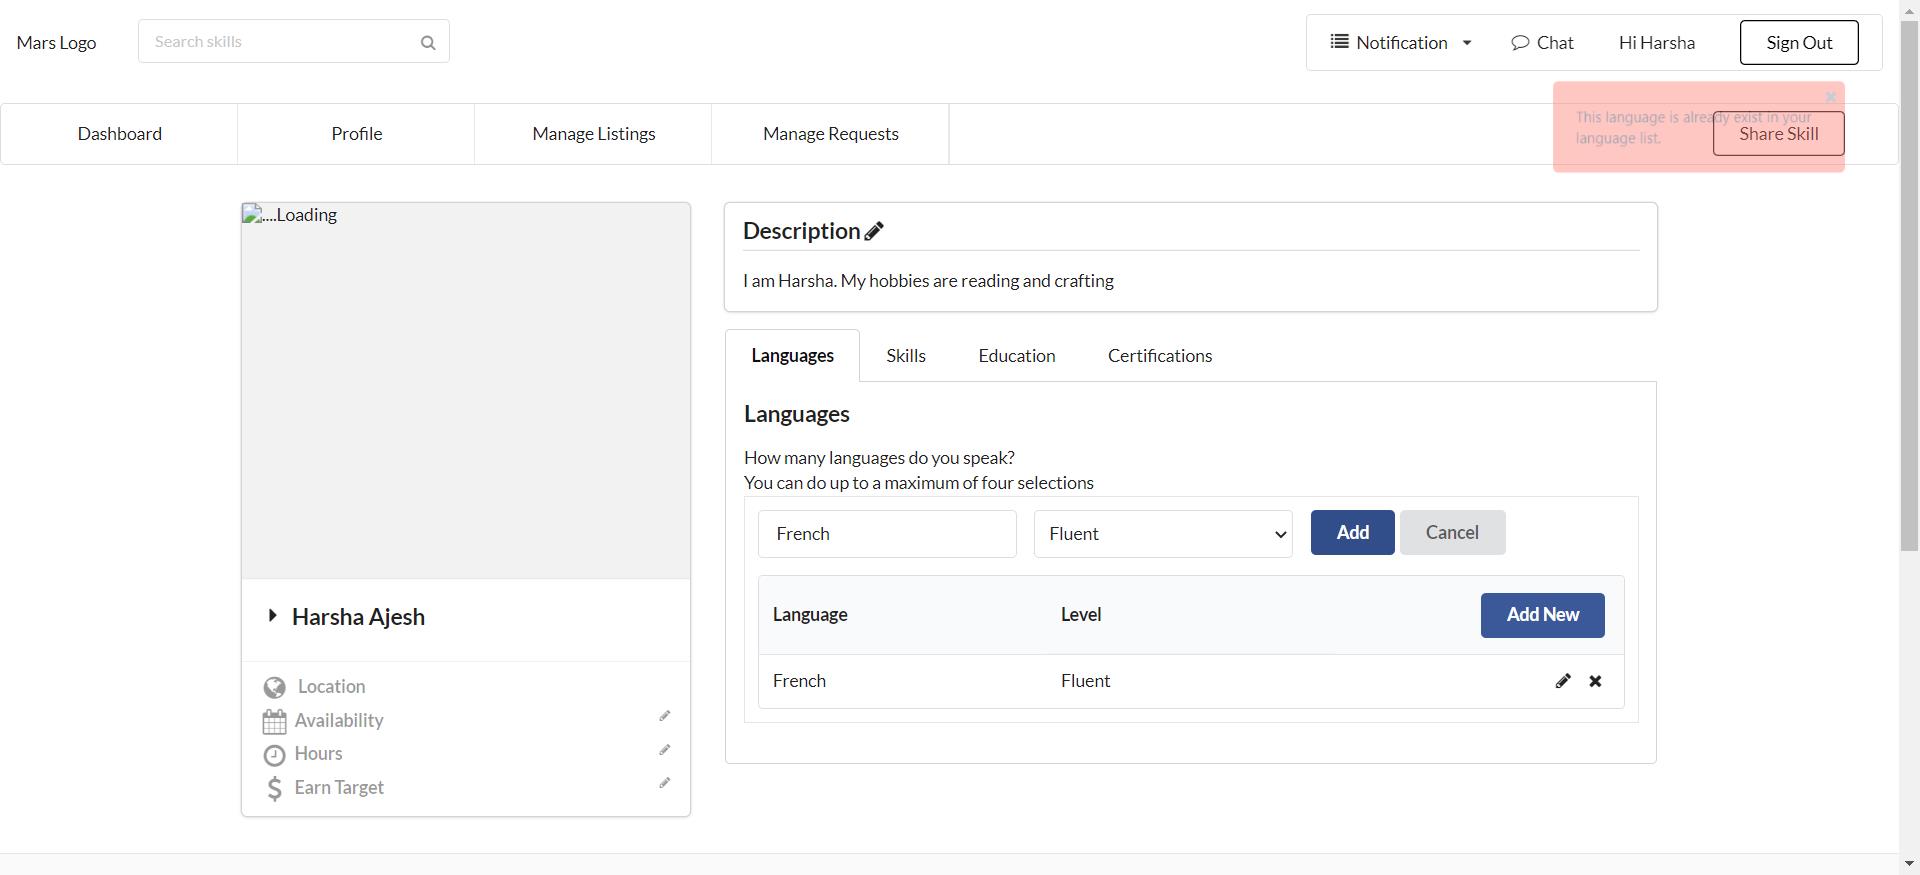 Mars Logo
Search skills
Notification
Chat
Hi Harsha
Sign Out
Dashboard
Profile
Manage Listings
Manage Requests
This language is already exist in your
language list.
Share Skill
....Loading
Description
I am Harsha. My hobbies are reading and crafting
Languages
Skills
Education
Certifications
Languages
How many languages do you speak?
You can do up to a maximum of four selections
French
Fluent
Add
Cancel
Language
Level
Add New
French
Fluent
Harsha Ajesh
Location
Availability
Hours
Earn Target